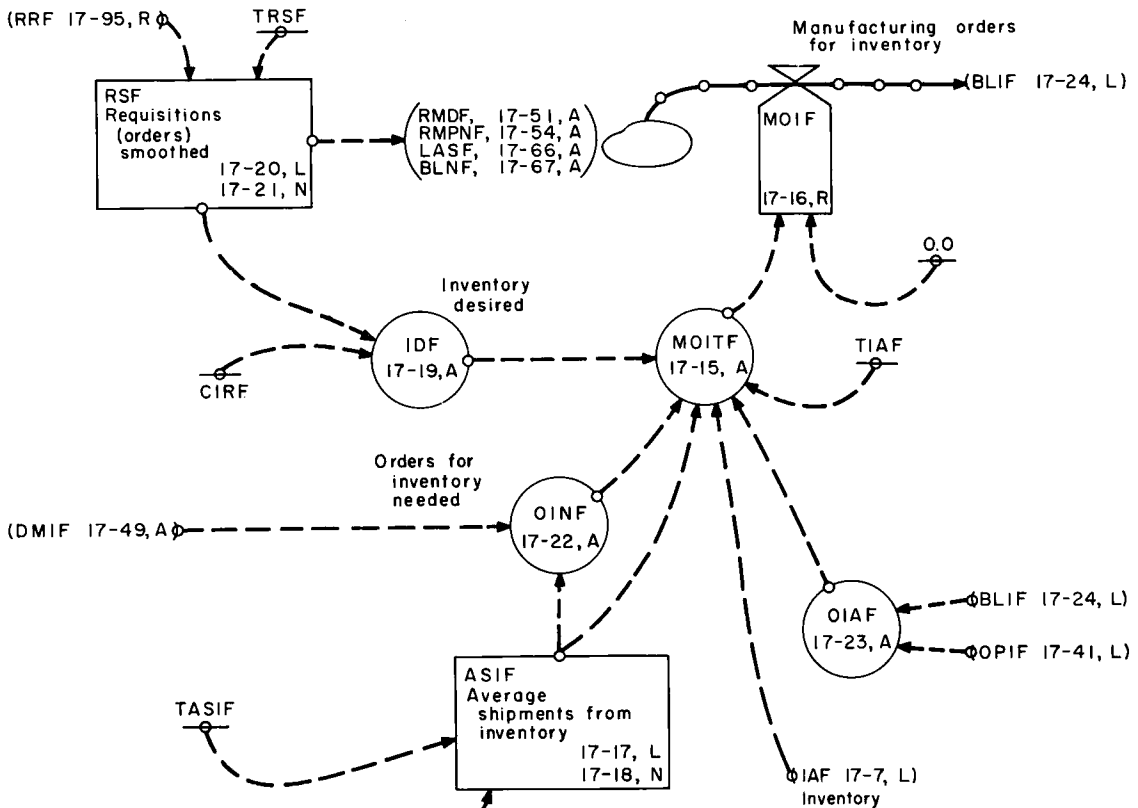 (RRF 17-95, R)
TRSF
Manufacturing orders
for inventory
RSF
Requisitions
(orders)
smoothed
17-20, L
17-21, N
RMDF, 17-51, A
RMPNF, 17-54, A
LASF, 17-66, A
BLNF, 17-67, A
(BLIF 17-24, L)
MOIF
17-16, R
0.0
Inventory
desired
IDF
17-19, A
CIRF
MOITF
17-15, A
TIAF
Orders for
inventory
needed
(DMIF 17-49, A)
OINF
17-22, A
OIAF
17-23, A
(BLIF 17-24, L)
(OPIF 17-41, L)
ASIF
Average
shipments from
inventory
17-17, L
17-18, N
TASIF
(IAF 17-7, L)
Inventory